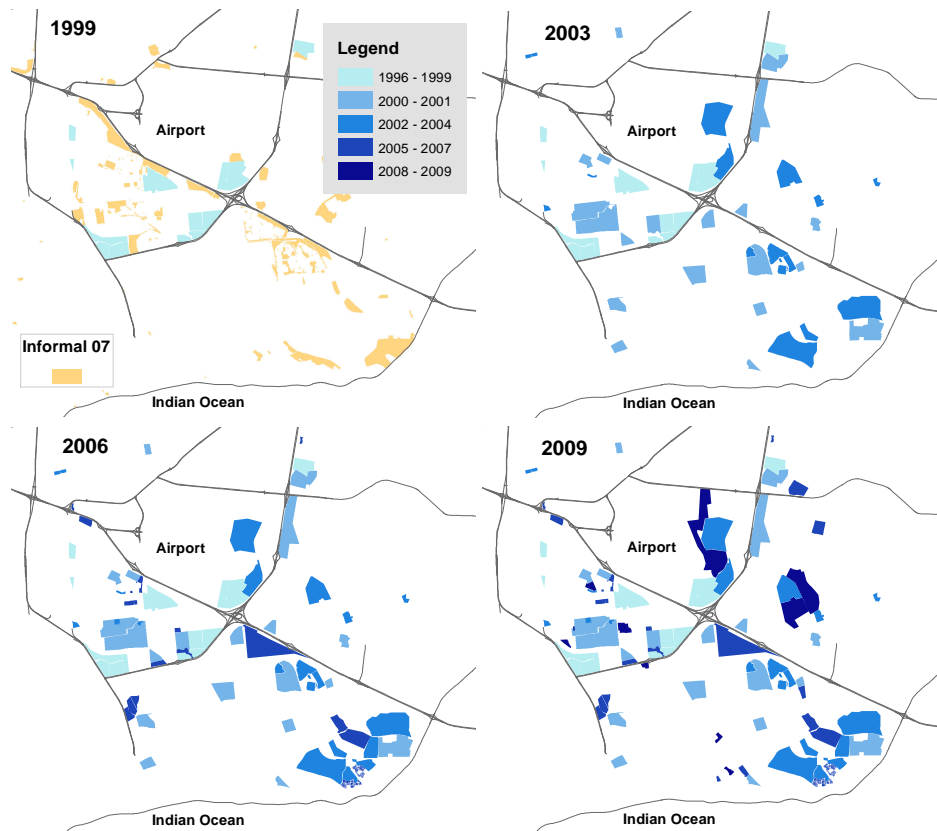 1999
Legend
1996 - 1999
2000 - 2001
2002 - 2004
2005 - 2007
2008 - 2009
Airport
Informal 07
Indian Ocean
2003
Airport
Indian Ocean
2006
Airport
Indian Ocean
2009
Airport
Indian Ocean